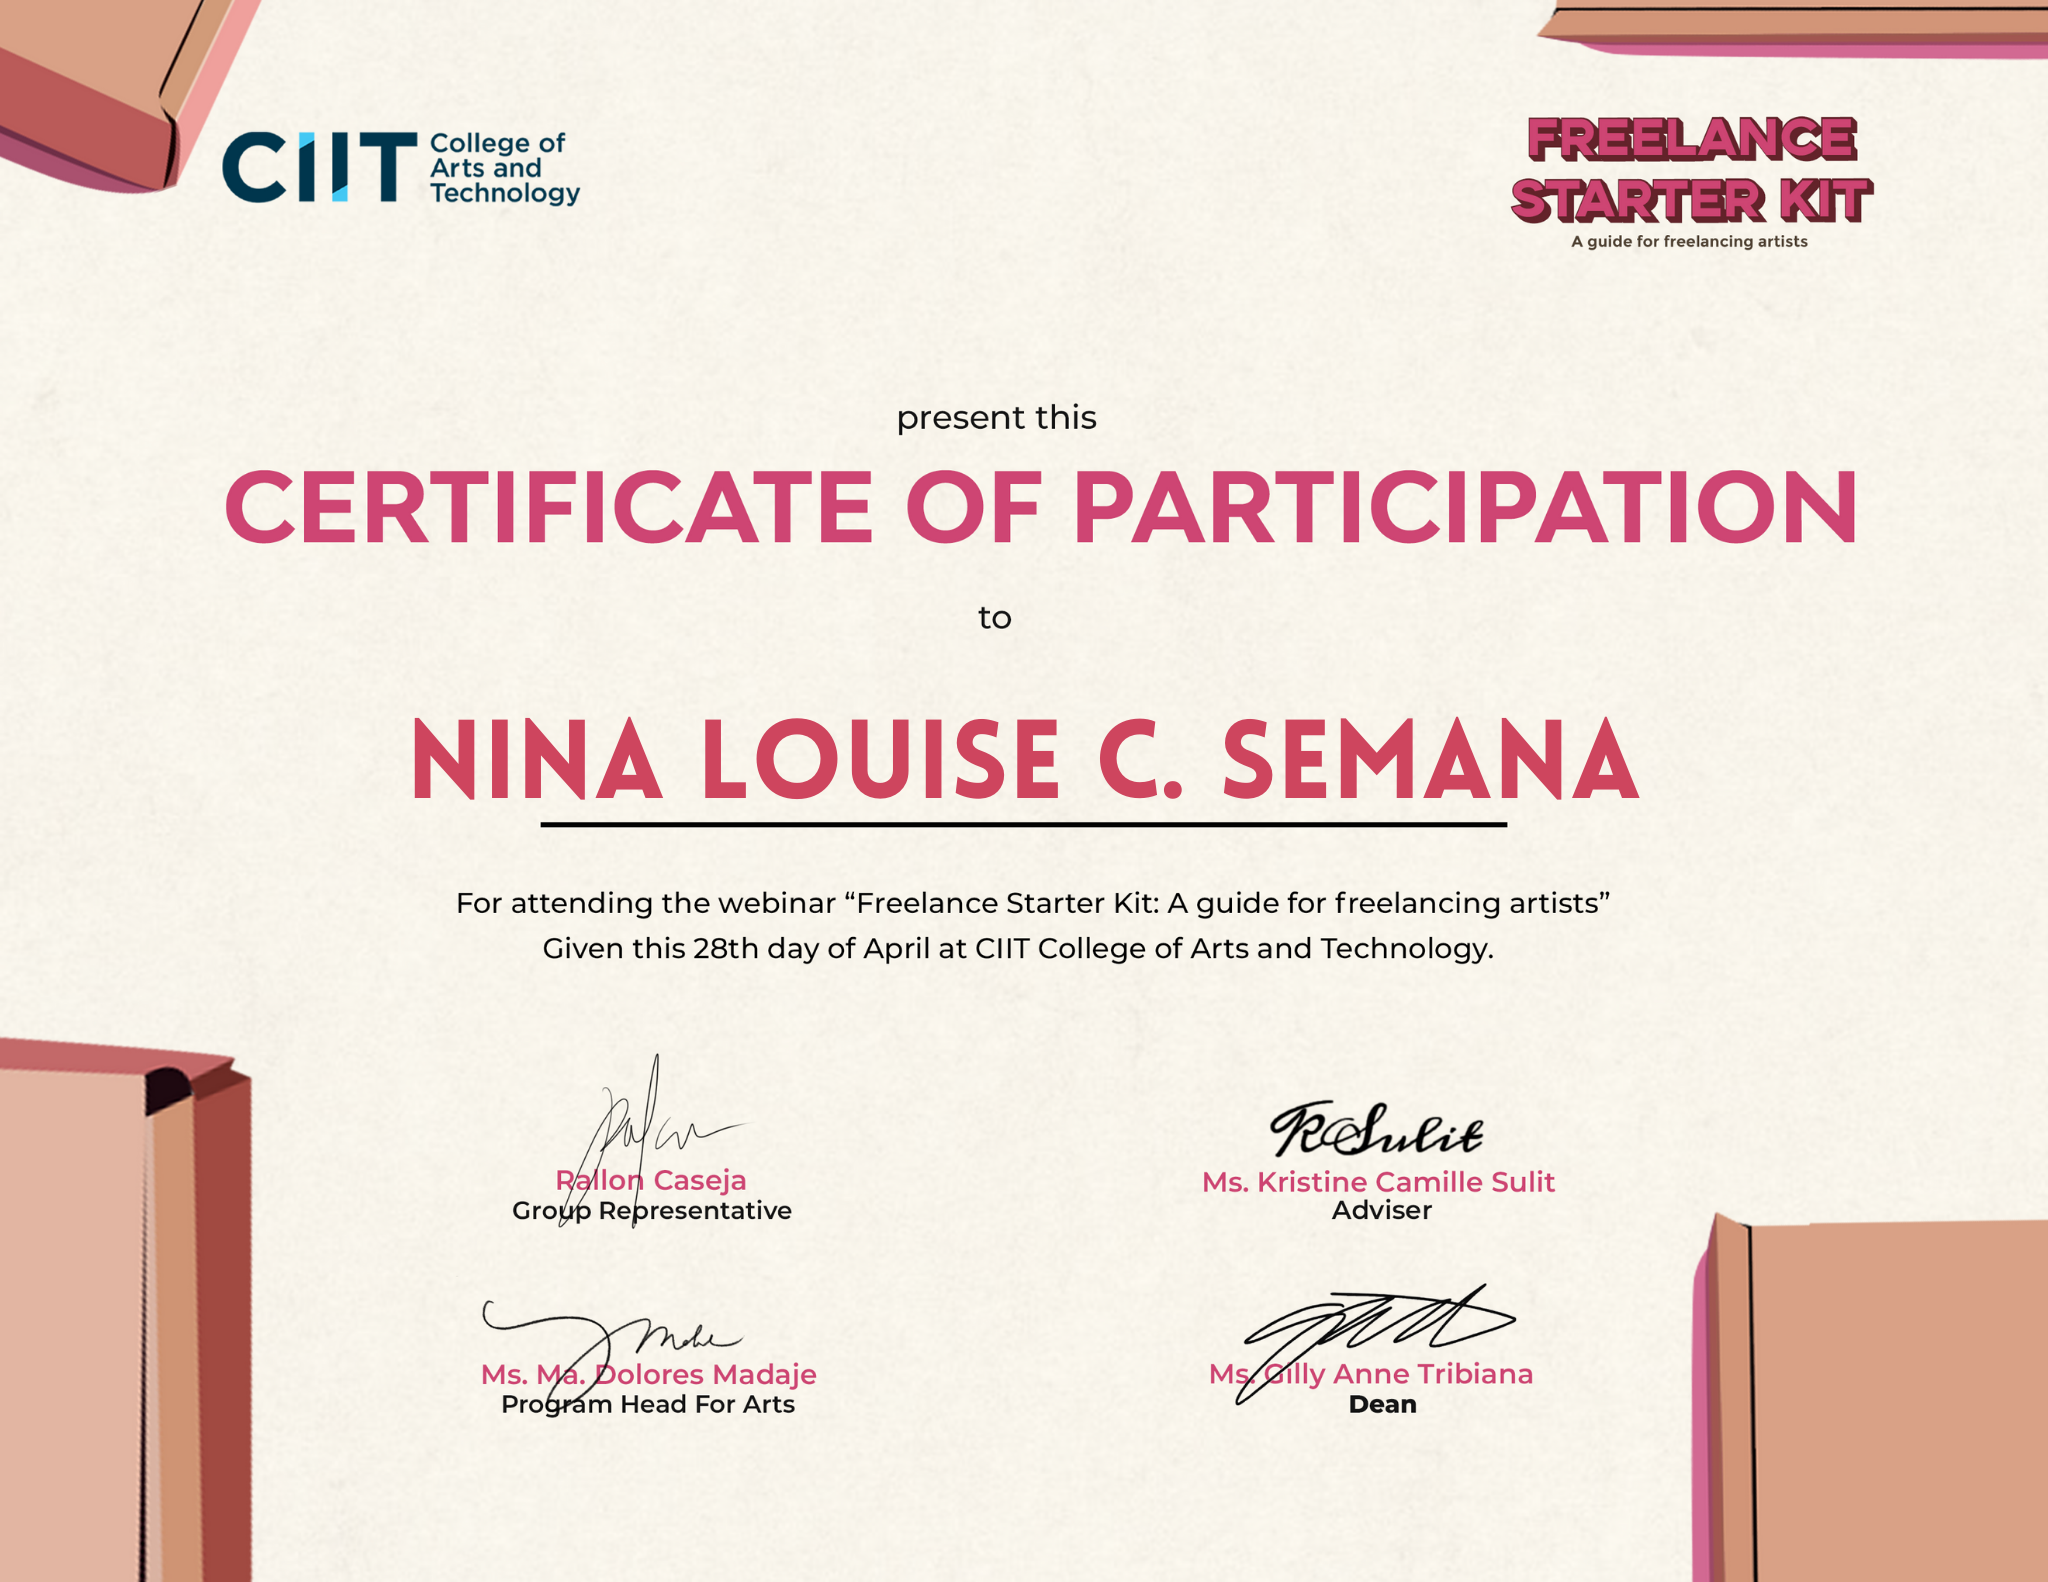 CIIT College of
Arts and
Technology
FREELANCE
STARTER KIT
A guide for freelancing artists
present this
CERTIFICATE OF PARTICIPATION
to
NINA LOUISE C. SEMANA
For attending the webinar “Freelance Starter Kit: A guide for freelancing artists”
Given this 28th day of April at CIIT College of Arts and Technology.
Rallon Caseja
Group Representative
RCSulit
Ms. Kristine Camille Sulit
Adviser
Ms. Ma. Dolores Madaje
Program Head For Arts
Ms. Gilly Anne Tribiana
Dean